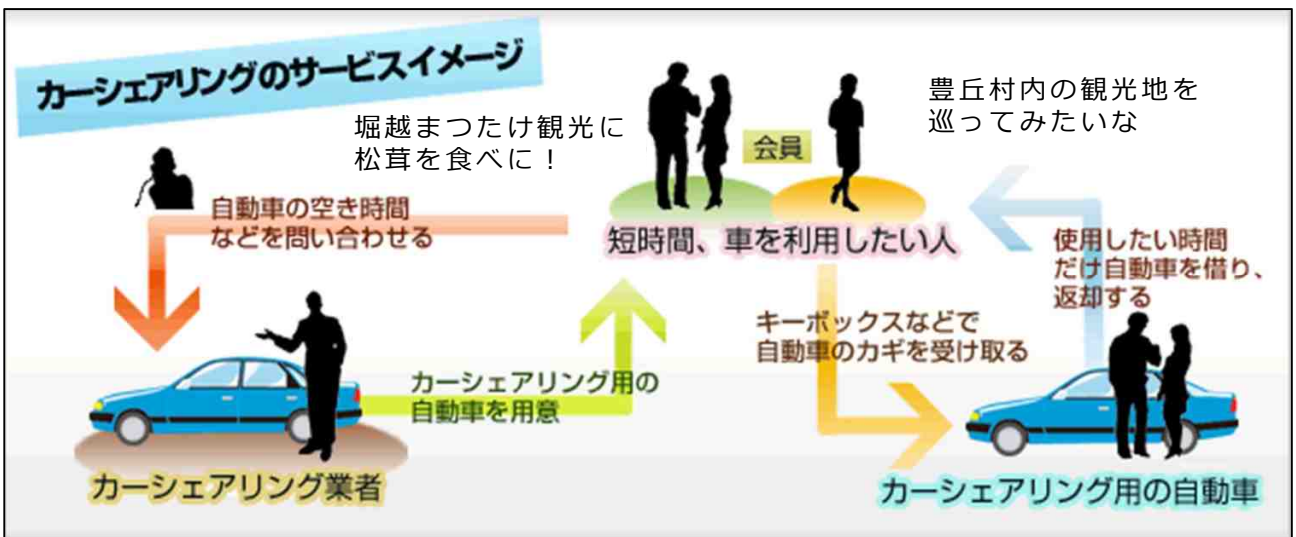 カーシェアリングのサービスイメージ
堀越まつたけ観光に
松茸を食べに！
会員
豊丘村内の観光地を
巡ってみたいな
自動車の空き時間
などを問い合わせる
短時間、車を利用したい人
使用したい時間
だけ自動車を借り、
返却する
キーボックスなどで
自動車のカギを受け取る
カーシェアリング用の
自動車を用意
カーシェアリング業者
カーシェアリング用の自動車